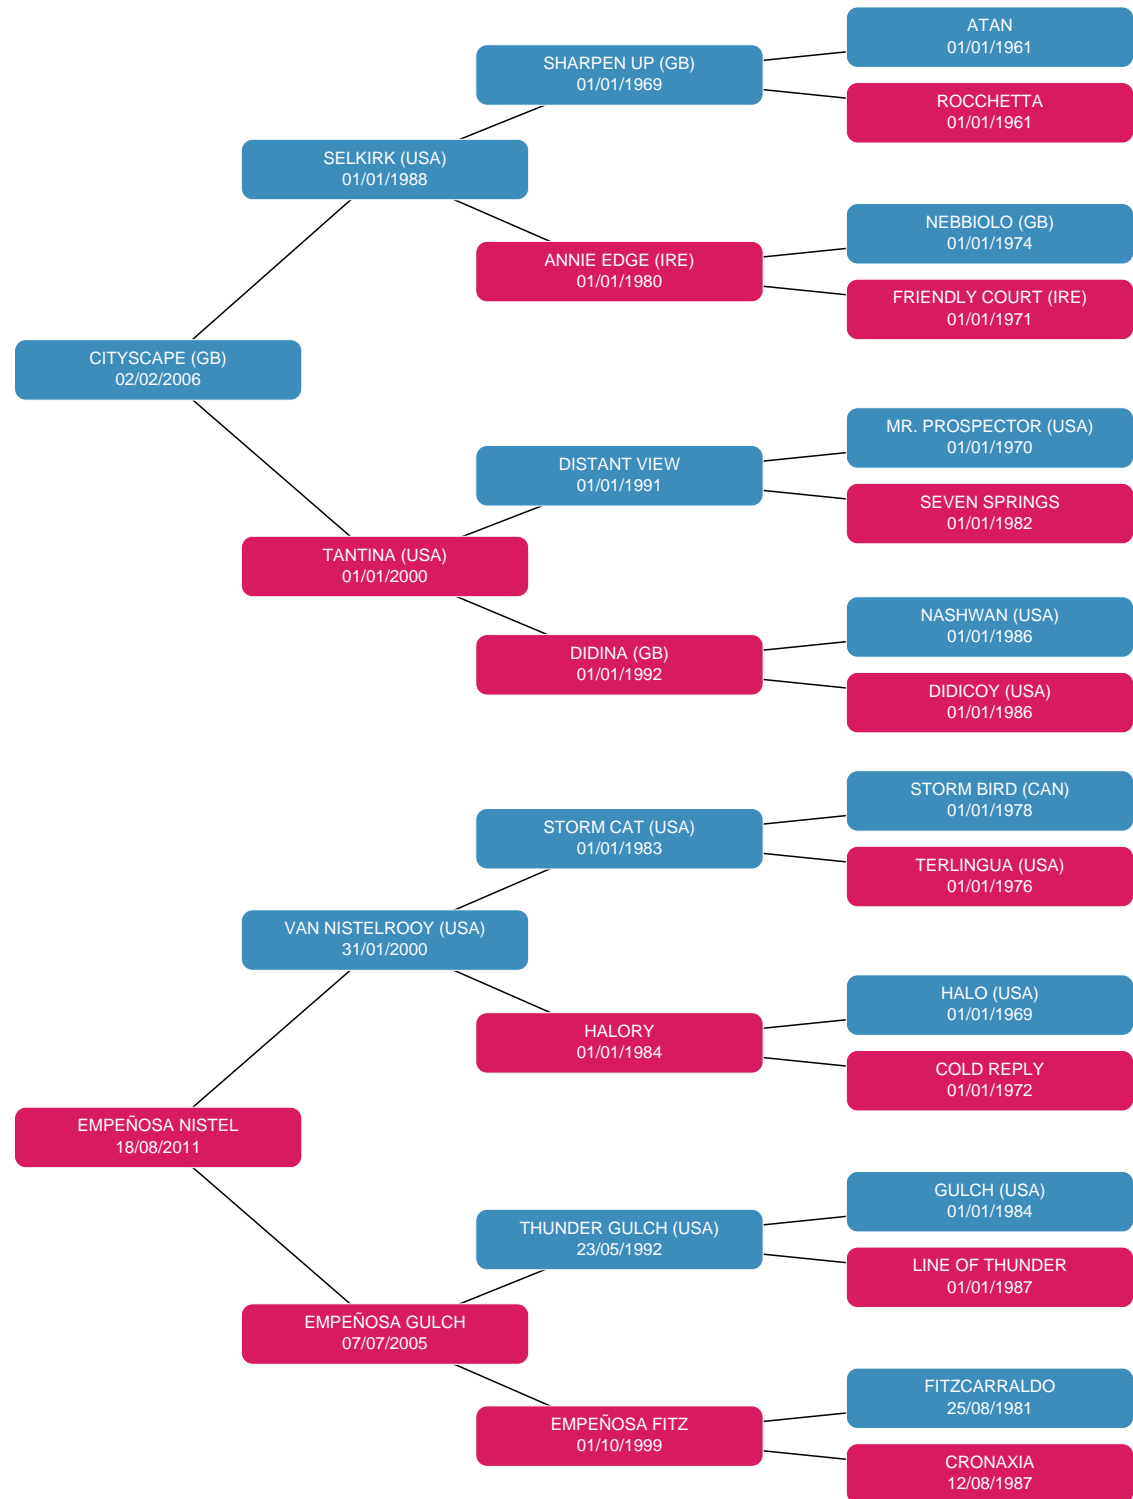 ATAN
01/01/1961
SHARPEN UP (GB)
01/01/1969
ROCCHETTA
01/01/1961
SELKIRK (USA)
01/01/1988
NEBBIOLO (GB)
01/01/1974
ANNIE EDGE (IRE)
01/01/1980
FRIENDLY COURT (IRE)
01/01/1971
CITYSCAPE (GB)
02/02/2006
MR. PROSPECTOR (USA)
01/01/1970
DISTANT VIEW
01/01/1991
SEVEN SPRINGS
01/01/1982
TANTINA (USA)
01/01/2000
NASHWAN (USA)
01/01/1986
DIDINA (GB)
01/01/1992
DIDICOY (USA)
01/01/1986
STORM BIRD (CAN)
01/01/1978
STORM CAT (USA)
01/01/1983
TERLINGUA (USA)
01/01/1976
VAN NISTELROOY (USA)
31/01/2000
HALO (USA)
01/01/1969
HALORY
01/01/1984
COLD REPLY
01/01/1972
EMPEÑOSA NISTEL
18/08/2011
GULCH (USA)
01/01/1984
THUNDER GULCH (USA)
23/05/1992
LINE OF THUNDER
01/01/1987
EMPEÑOSA GULCH
07/07/2005
FITZCARRALDO
25/08/1981
EMPEÑOSA FITZ
01/10/1999
CRONAXIA
12/08/1987